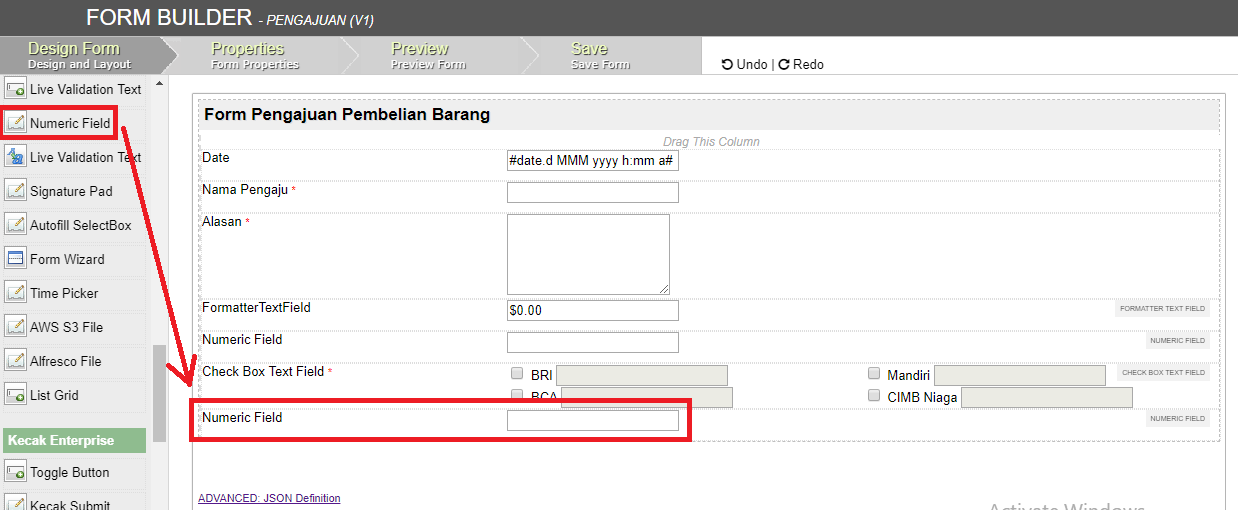 FORM BUILDER - PENGAJUAN (V1)
Design Form
Design and Layout
Properties
Form Properties
Preview
Preview Form
Save
Save Form
Undo | Redo
Live Validation Text
Numeric Field
Live Validation Text
Signature Pad
Autofill SelectBox
Form Wizard
Time Picker
AWS S3 File
Alfresco File
List Grid
Kecak Enterprise
Toggle Button
Kecak Submit
Form Pengajuan Pembelian Barang
Drag This Column
Date #date.d MMM yyyy h:mm a#
Nama Pengaju *
Alasan *
FormatterTextField $0.00 FORMATTER TEXT FIELD
Numeric Field NUMERIC FIELD
Check Box Text Field * BRI Mandiri CHECK BOX TEXT FIELD
BCA CIMB Niaga
Numeric Field NUMERIC FIELD
ADVANCED: JSON Definition
Activate Windows